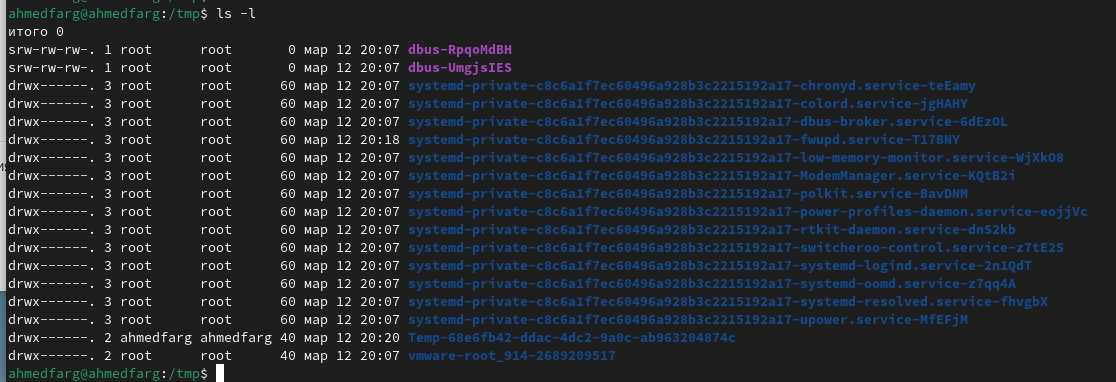 ahmedfarg@ahmedfarg:/tmp$ ls -l
итого 0
srw-rw-rw-. 1 root root 0 мар 12 20:07 dbus-RpqoMdBH
srw-rw-rw-. 1 root root 0 мар 12 20:07 dbus-UmgjsIES
drwx------. 3 root root 60 мар 12 20:07 systemd-private-c8c6a1f7ec60496a928b3c2215192a17-chronyd.service-teEamy
drwx------. 3 root root 60 мар 12 20:07 systemd-private-c8c6a1f7ec60496a928b3c2215192a17-colord.service-jgHAHY
drwx------. 3 root root 60 мар 12 20:07 systemd-private-c8c6a1f7ec60496a928b3c2215192a17-dbus-broker.service-6dEzOL
drwx------. 3 root root 60 мар 12 20:18 systemd-private-c8c6a1f7ec60496a928b3c2215192a17-fwupd.service-T17BNY
drwx------. 3 root root 60 мар 12 20:07 systemd-private-c8c6a1f7ec60496a928b3c2215192a17-low-memory-monitor.service-WjXkO8
drwx------. 3 root root 60 мар 12 20:07 systemd-private-c8c6a1f7ec60496a928b3c2215192a17-ModemManager.service-KQtB2i
drwx------. 3 root root 60 мар 12 20:07 systemd-private-c8c6a1f7ec60496a928b3c2215192a17-polkit.service-BavDNM
drwx------. 3 root root 60 мар 12 20:07 systemd-private-c8c6a1f7ec60496a928b3c2215192a17-power-profiles-daemon.service-eojjVc
drwx------. 3 root root 60 мар 12 20:07 systemd-private-c8c6a1f7ec60496a928b3c2215192a17-rtkit-daemon.service-dnS2kb
drwx------. 3 root root 60 мар 12 20:07 systemd-private-c8c6a1f7ec60496a928b3c2215192a17-switcheroo-control.service-z7tE2S
drwx------. 3 root root 60 мар 12 20:07 systemd-private-c8c6a1f7ec60496a928b3c2215192a17-systemd-logind.service-2n1QdT
drwx------. 3 root root 60 мар 12 20:07 systemd-private-c8c6a1f7ec60496a928b3c2215192a17-systemd-oomd.service-z7qq4A
drwx------. 3 root root 60 мар 12 20:07 systemd-private-c8c6a1f7ec60496a928b3c2215192a17-systemd-resolved.service-fhvgbX
drwx------. 3 root root 60 мар 12 20:07 systemd-private-c8c6a1f7ec60496a928b3c2215192a17-upower.service-MfEFjM
drwx------. 2 ahmedfarg ahmedfarg 40 мар 12 20:20 Temp-68e6fb42-ddac-4dc2-9a0c-ab963204874c
drwx------. 2 root root 40 мар 12 20:07 vmware-root_914-2689209517
ahmedfarg@ahmedfarg:/tmp$